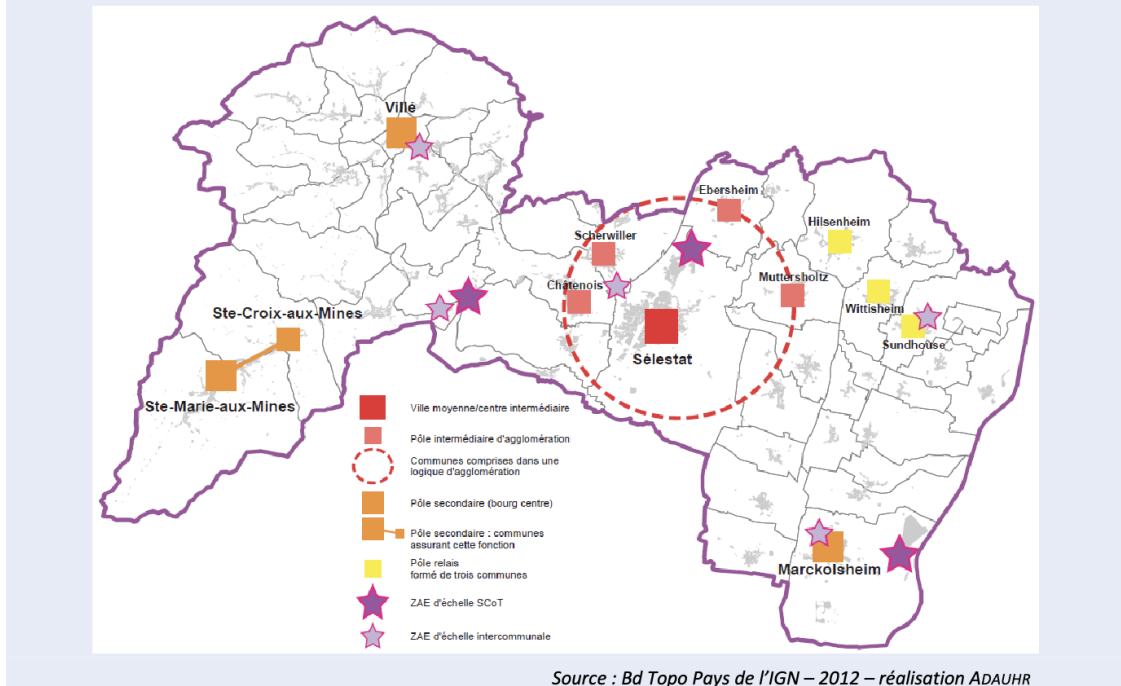 Villé
Ebersheim
Hilsenheim
Scherwiller
Châtenois
Muttersholtz
Wittisheim
Ste-Croix-aux-Mines
Sundhouse
Sélestat
Ste-Marie-aux-Mines
Ville moyenne/centre intermédiaire
Pôle intermédiaire d'agglomération
Communes comprises dans une
logique d'agglomération
Pôle secondaire (bourg centre)
Pôle secondaire : communes
assurant cette fonction
Marckolsheim
Pôle relais
formé de trois communes
ZAE d'échelle SCoT
ZAE d'échelle intercommunale
Source : Bd Topo Pays de l'IGN – 2012 – réalisation ADAUHR